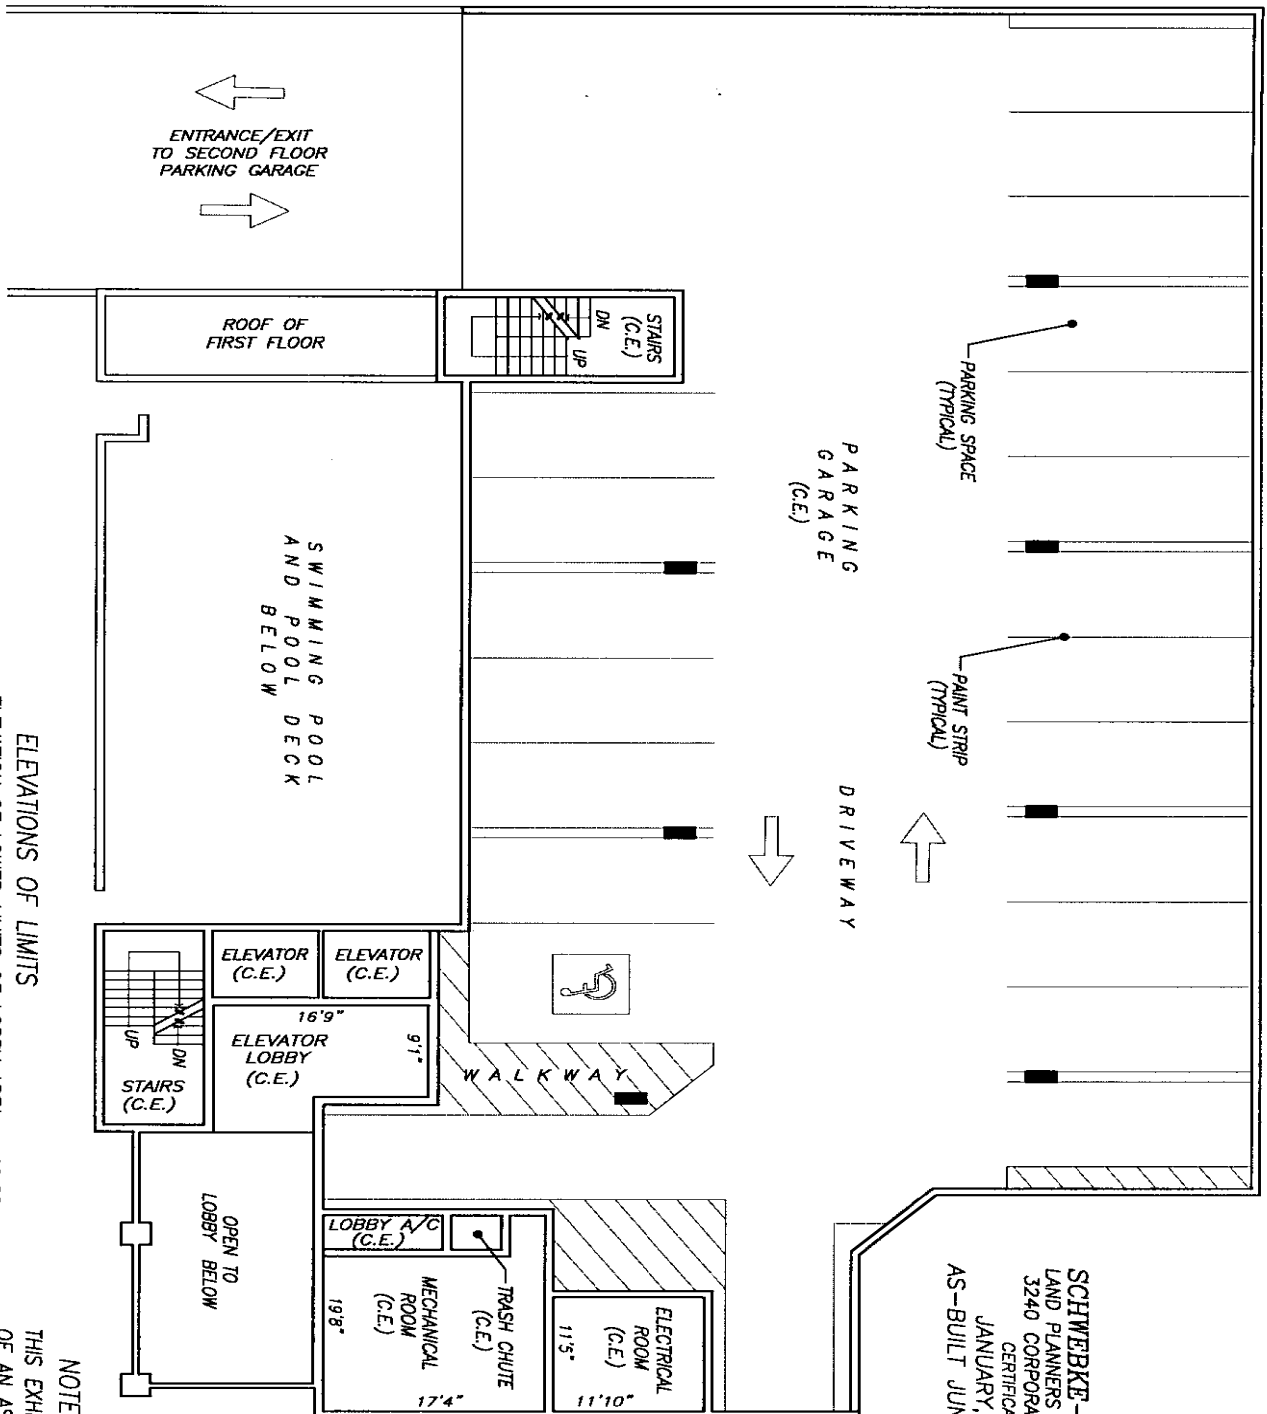 ENTRANCE/EXIT
TO SECOND FLOOR
PARKING GARAGE
ROOF OF
FIRST FLOOR
STAIRS
(C.E.)
DN
UP
PARKING SPACE
(TYPICAL)
PARKING
GARAGE
(C.E.)
PAINT STRIP
(TYPICAL)
DRIVEWAY
SWIMMING POOL
AND POOL DECK
BELOW
ELEVATOR
(C.E.)
ELEVATOR
(C.E.)
16'9"
9'1"
ELEVATOR
LOBBY
(C.E.)
UP
DN
STAIRS
(C.E.)
WALKWAY
OPEN TO
LOBBY BELOW
LOBBY A/C
(C.E.)
TRASH CHUTE
(C.E.)
MECHANICAL
ROOM
(C.E.)
19'8"
17'4"
ELECTRICAL
ROOM
(C.E.)
11'5"
11'10"
SCHWEBKE-
LAND PLANNERS
3240 CORPORA
CERTIFICA
JANUARY,
AS-BUILT JUN
ELEVATIONS OF LIMITS
NOTE
THIS EXH
OF AN AS